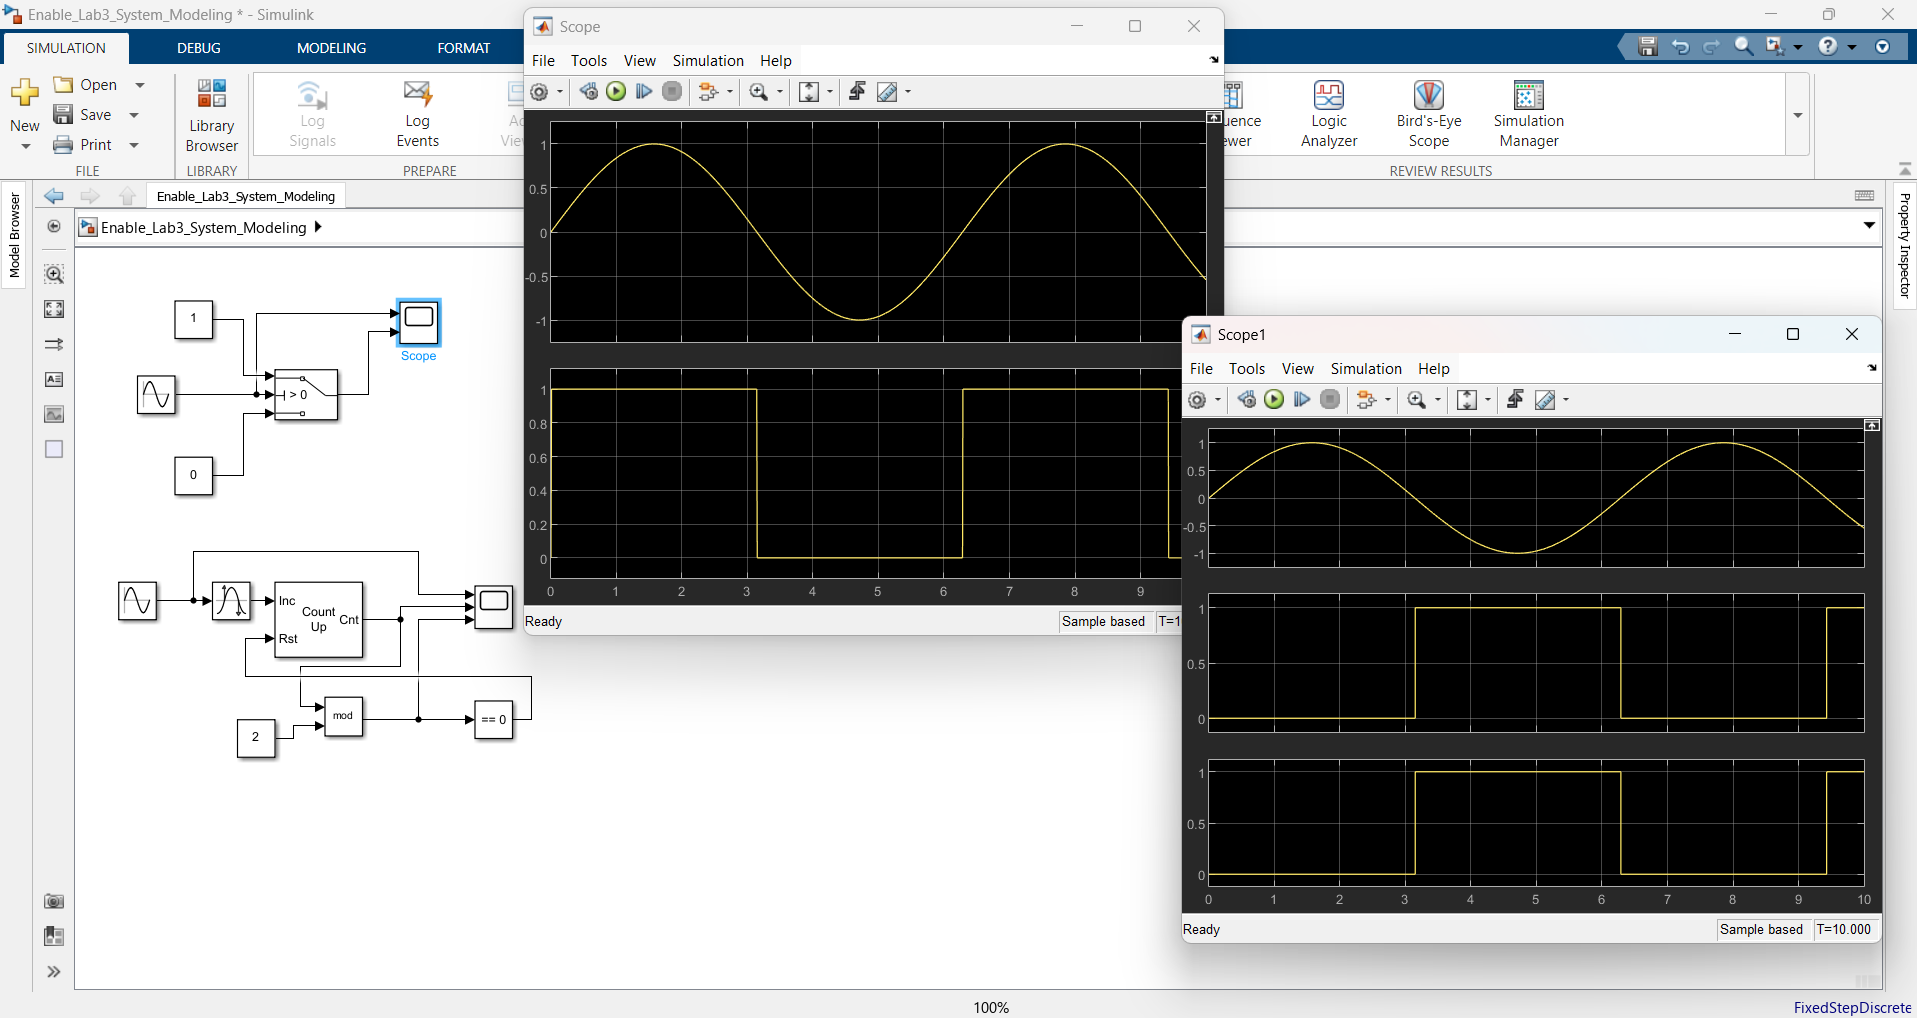 Enable_Lab3_System_Modeling * - Simulink
SIMULATION DEBUG MODELING FORMAT
New
Open
Save
Print
FILE
Library
Browser
LIBRARY
Log
Signals
Log
Events
PREPARE
Logic
Analyzer
Bird's-Eye
Scope
Simulation
Manager
REVIEW RESULTS
Model Browser
Enable_Lab3_System_Modeling
Enable_Lab3_System_Modeling
Property Inspector
1
> 0
0
Scope
Inc
Count
Up
Cnt
Rst
mod
2
== 0
Scope
File Tools View Simulation Help
1
0.5
0
-0.5
-1
1
0.8
0.6
0.4
0.2
0
0 1 2 3 4 5 6 7 8 9
Ready
Sample based
T=1
Scope1
File Tools View Simulation Help
1
0.5
0
-0.5
-1
1
0.5
0
1
0.5
0
0 1 2 3 4 5 6 7 8 9 10
Ready
Sample based T=10.000
100%
FixedStepDiscrete